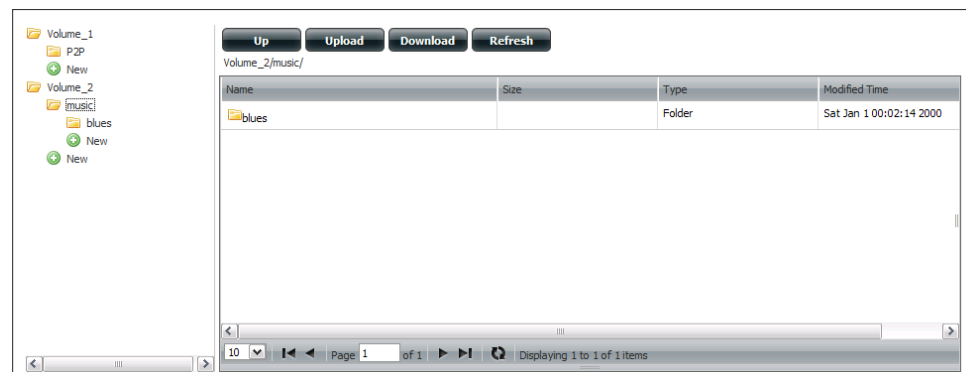 Volume_1
P2P
New
Volume_2
music
blues
New
New
Up Upload Download Refresh
Volume_2/music/
Name Size Type Modified Time
blues Folder Sat Jan 1 00:02:14 2000
10 Page 1 of 1 Displaying 1 to 1 of 1 items